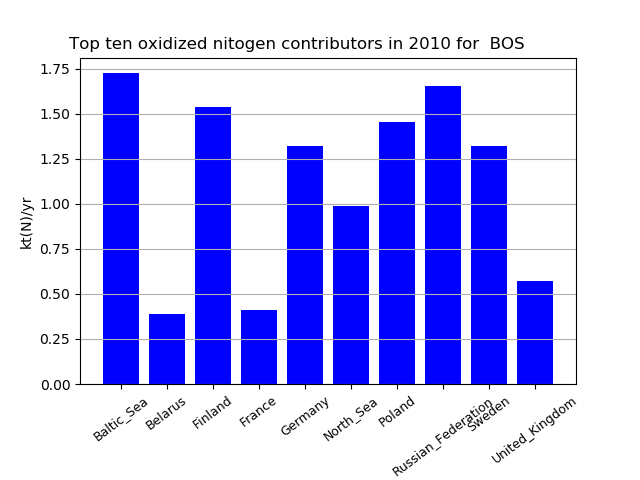 Top ten oxidized nitogen contributors in 2010 for  BOS
kt(N)/yr
1.75
1.50
1.25
1.00
0.75
0.50
0.25
0.00
Baltic_Sea
Belarus
Finland
France
Germany
North_Sea
Poland
Russian_Federation
Sweden
United_Kingdom